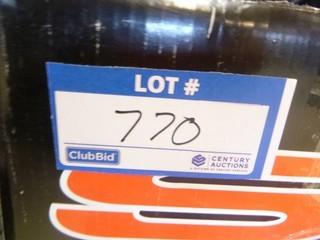 LOT #
770
ClubBid
CENTURY
AUCTIONS